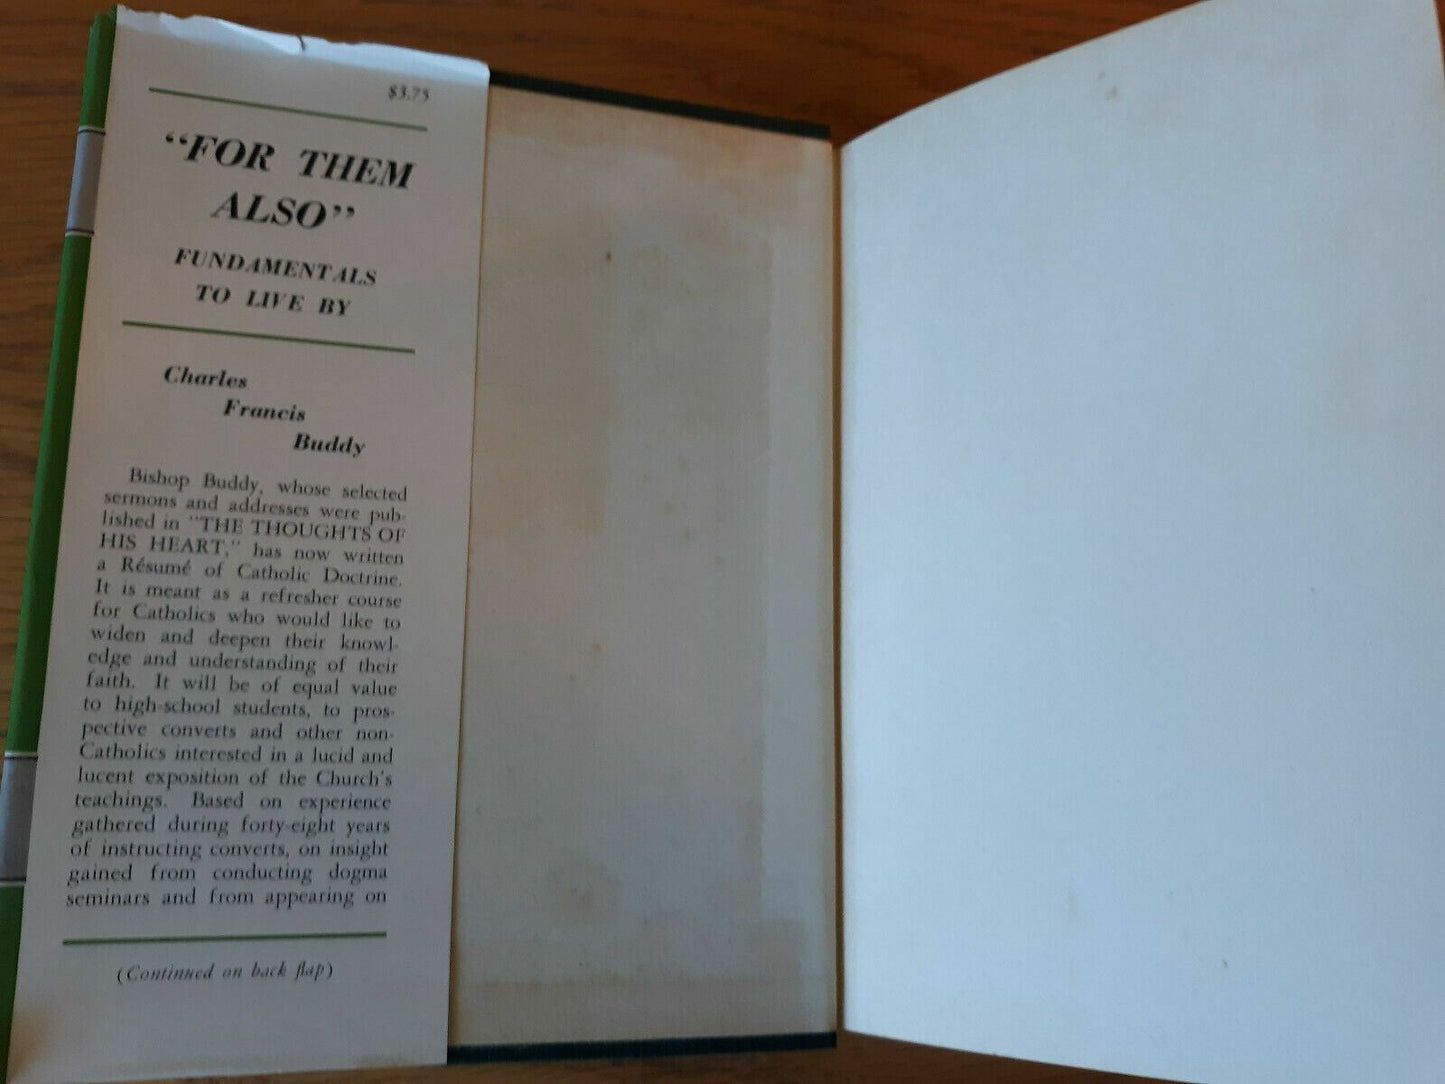 $3.75
“FOR THEM
ALSO”
FUNDAMENTALS
TO LIVE BY
Charles
Francis
Buddy
Bishop Buddy, whose selected
sermons and addresses were pub-
lished in "THE THOUGHTS OF
HIS HEART," has now written
a Résumé of Catholic Doctrine.
It is meant as a refresher course
for Catholics who would like to
widen and deepen their knowl-
edge and understanding of their
faith. It will be of equal value
to high-school students, to pros-
pective converts and other non-
Catholics interested in a lucid and
lucent exposition of the Church's
teachings. Based on experience
gathered during forty-eight years
of instructing converts, on insight
gained from conducting dogma
seminars and from appearing on
(Continued on back flap)